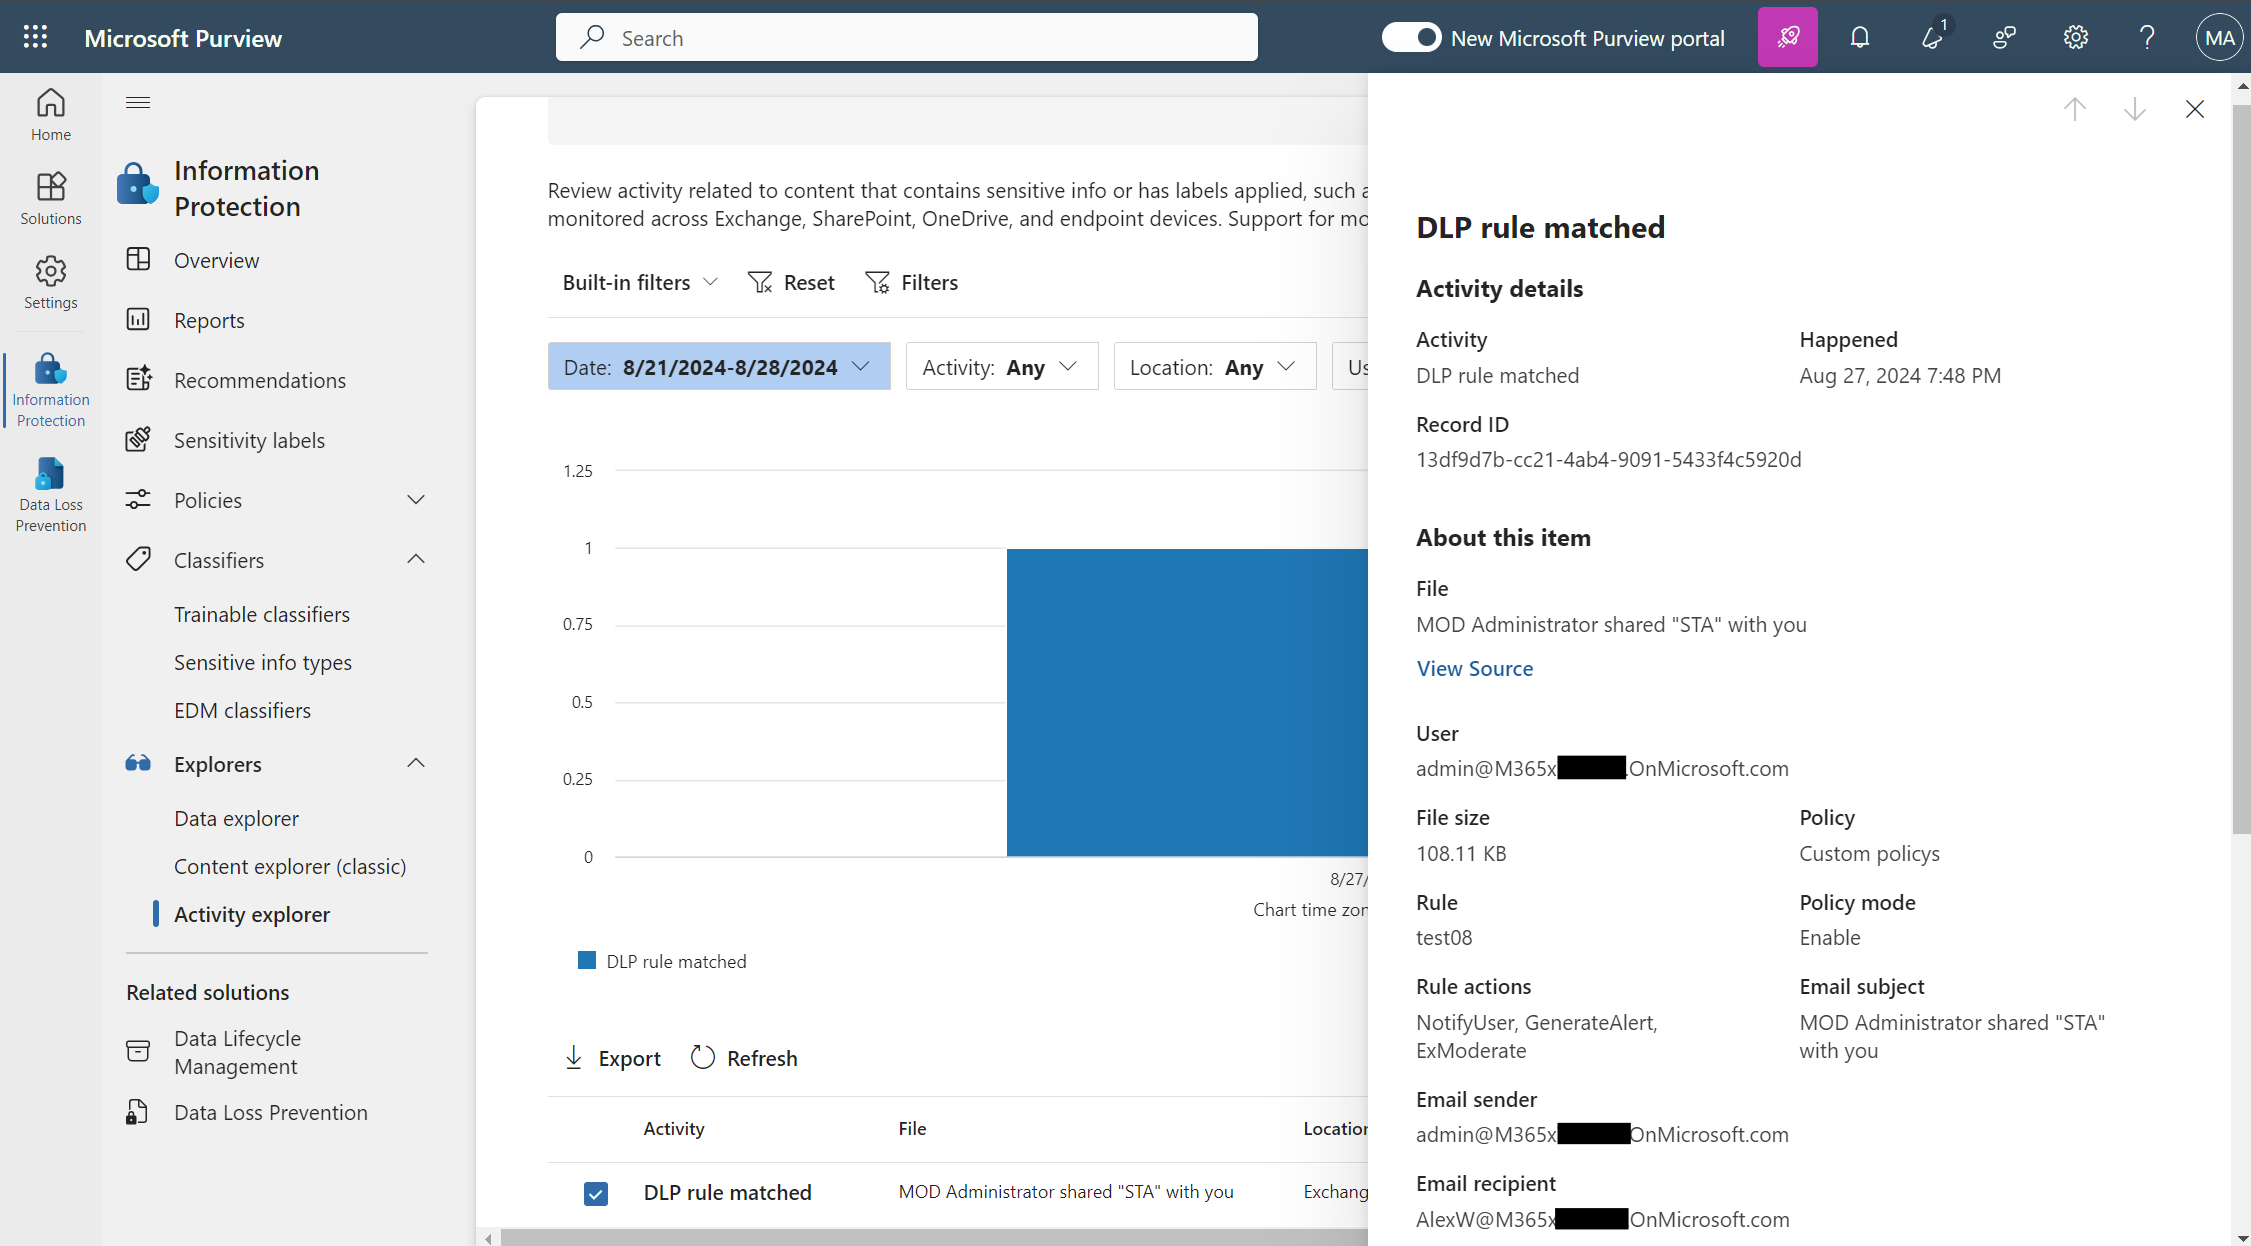 Microsoft Purview
Search
New Microsoft Purview portal
1
MA
Home
Solutions
Settings
Information
Protection
Data Loss
Prevention
Information
Protection
Overview
Reports
Recommendations
Sensitivity labels
Policies
Classifiers
Trainable classifiers
Sensitive info types
EDM classifiers
Explorers
Data explorer
Content explorer (classic)
Activity explorer
Related solutions
Data Lifecycle
Management
Data Loss Prevention
Review activity related to content that contains sensitive info or has labels applied, such a
monitored across Exchange, SharePoint, OneDrive, and endpoint devices. Support for mo
Built-in filters
Reset
Filters
Date: 8/21/2024-8/28/2024
Activity: Any
Location: Any
Us
1.25
1
0.75
0.5
0.25
0
8/27/
Chart time zon
DLP rule matched
Export
Refresh
Activity File Location
DLP rule matched MOD Administrator shared "STA" with you Exchang
DLP rule matched
Activity details
Activity Happened
DLP rule matched Aug 27, 2024 7:48 PM
Record ID
13df9d7b-cc21-4ab4-9091-5433f4c5920d
About this item
File
MOD Administrator shared "STA" with you
View Source
User
admin@M365x OnMicrosoft.com
File size Policy
108.11 KB Custom policys
Rule Policy mode
test08 Enable
Rule actions Email subject
NotifyUser, GenerateAlert, MOD Administrator shared "STA"
ExModerate with you
Email sender
admin@M365x OnMicrosoft.com
Email recipient
AlexW@M365x OnMicrosoft.com